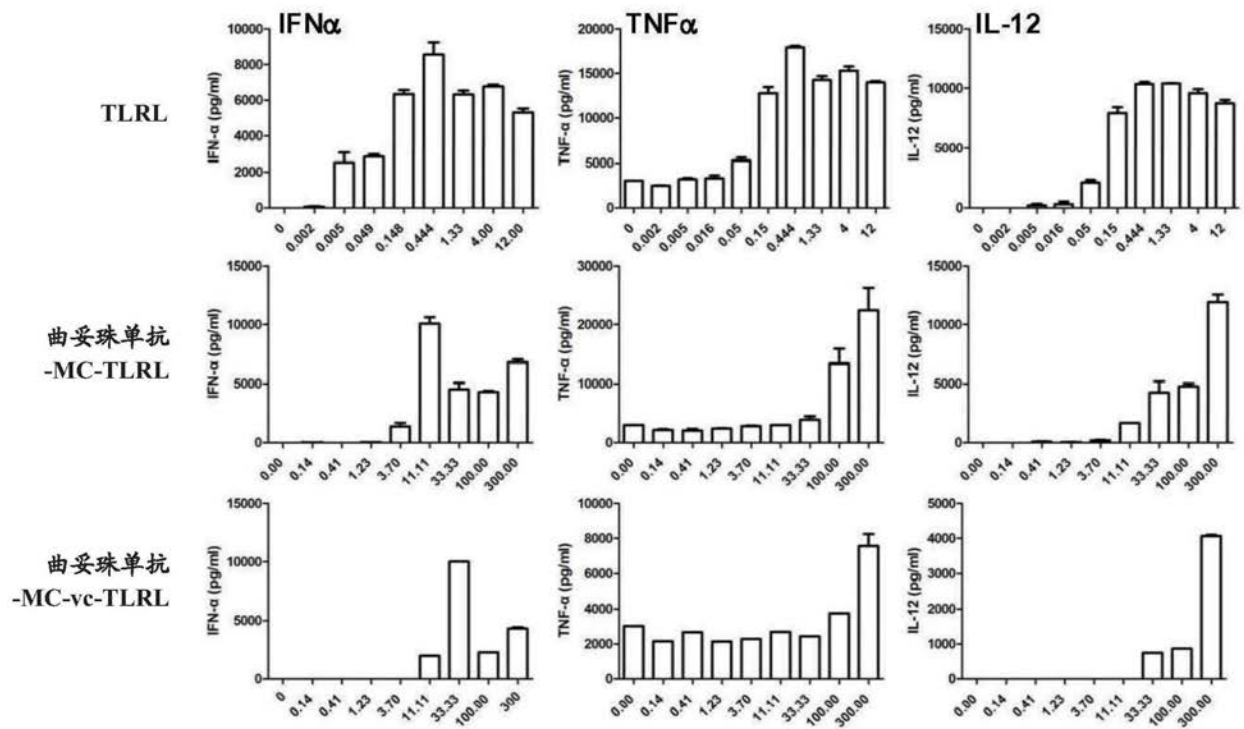 IFNα
TNFα
IL-12
TLRL
IFN-α (pg/ml)
10000
8000
6000
4000
2000
0
0 0.002 0.005 0.049 0.148 0.444 1.33 4.00 12.00
TNF-α (pg/ml)
20000
15000
10000
5000
0
0 0.002 0.005 0.016 0.05 0.15 0.444 1.33 4 12
IL-12 (pg/ml)
15000
10000
5000
0
0 0.002 0.005 0.016 0.05 0.15 0.444 1.33 4 12
曲妥珠单抗
-MC-TLRL
IFN-α (pg/ml)
15000
10000
5000
0
0.00 0.14 0.41 1.23 3.70 11.11 33.33 100.00 300.00
TNF-α (pg/ml)
30000
20000
10000
0
0.00 0.14 0.41 1.23 3.70 11.11 33.33 100.00 300.00
IL-12 (pg/ml)
15000
10000
5000
0
0.00 0.14 0.41 1.23 3.70 11.11 33.33 100.00 300.00
曲妥珠单抗
-MC-vc-TLRL
IFN-α (pg/ml)
15000
10000
5000
0
0 0.14 0.41 1.23 3.70 11.11 33.33 100.00 300
TNF-α (pg/ml)
10000
8000
6000
4000
2000
0
0.00 0.14 0.41 1.23 3.70 11.11 33.33 100.00 300.00
IL-12 (pg/ml)
5000
4000
3000
2000
1000
0
0.00 0.14 0.41 1.23 3.70 11.11 33.33 100.00 300.00